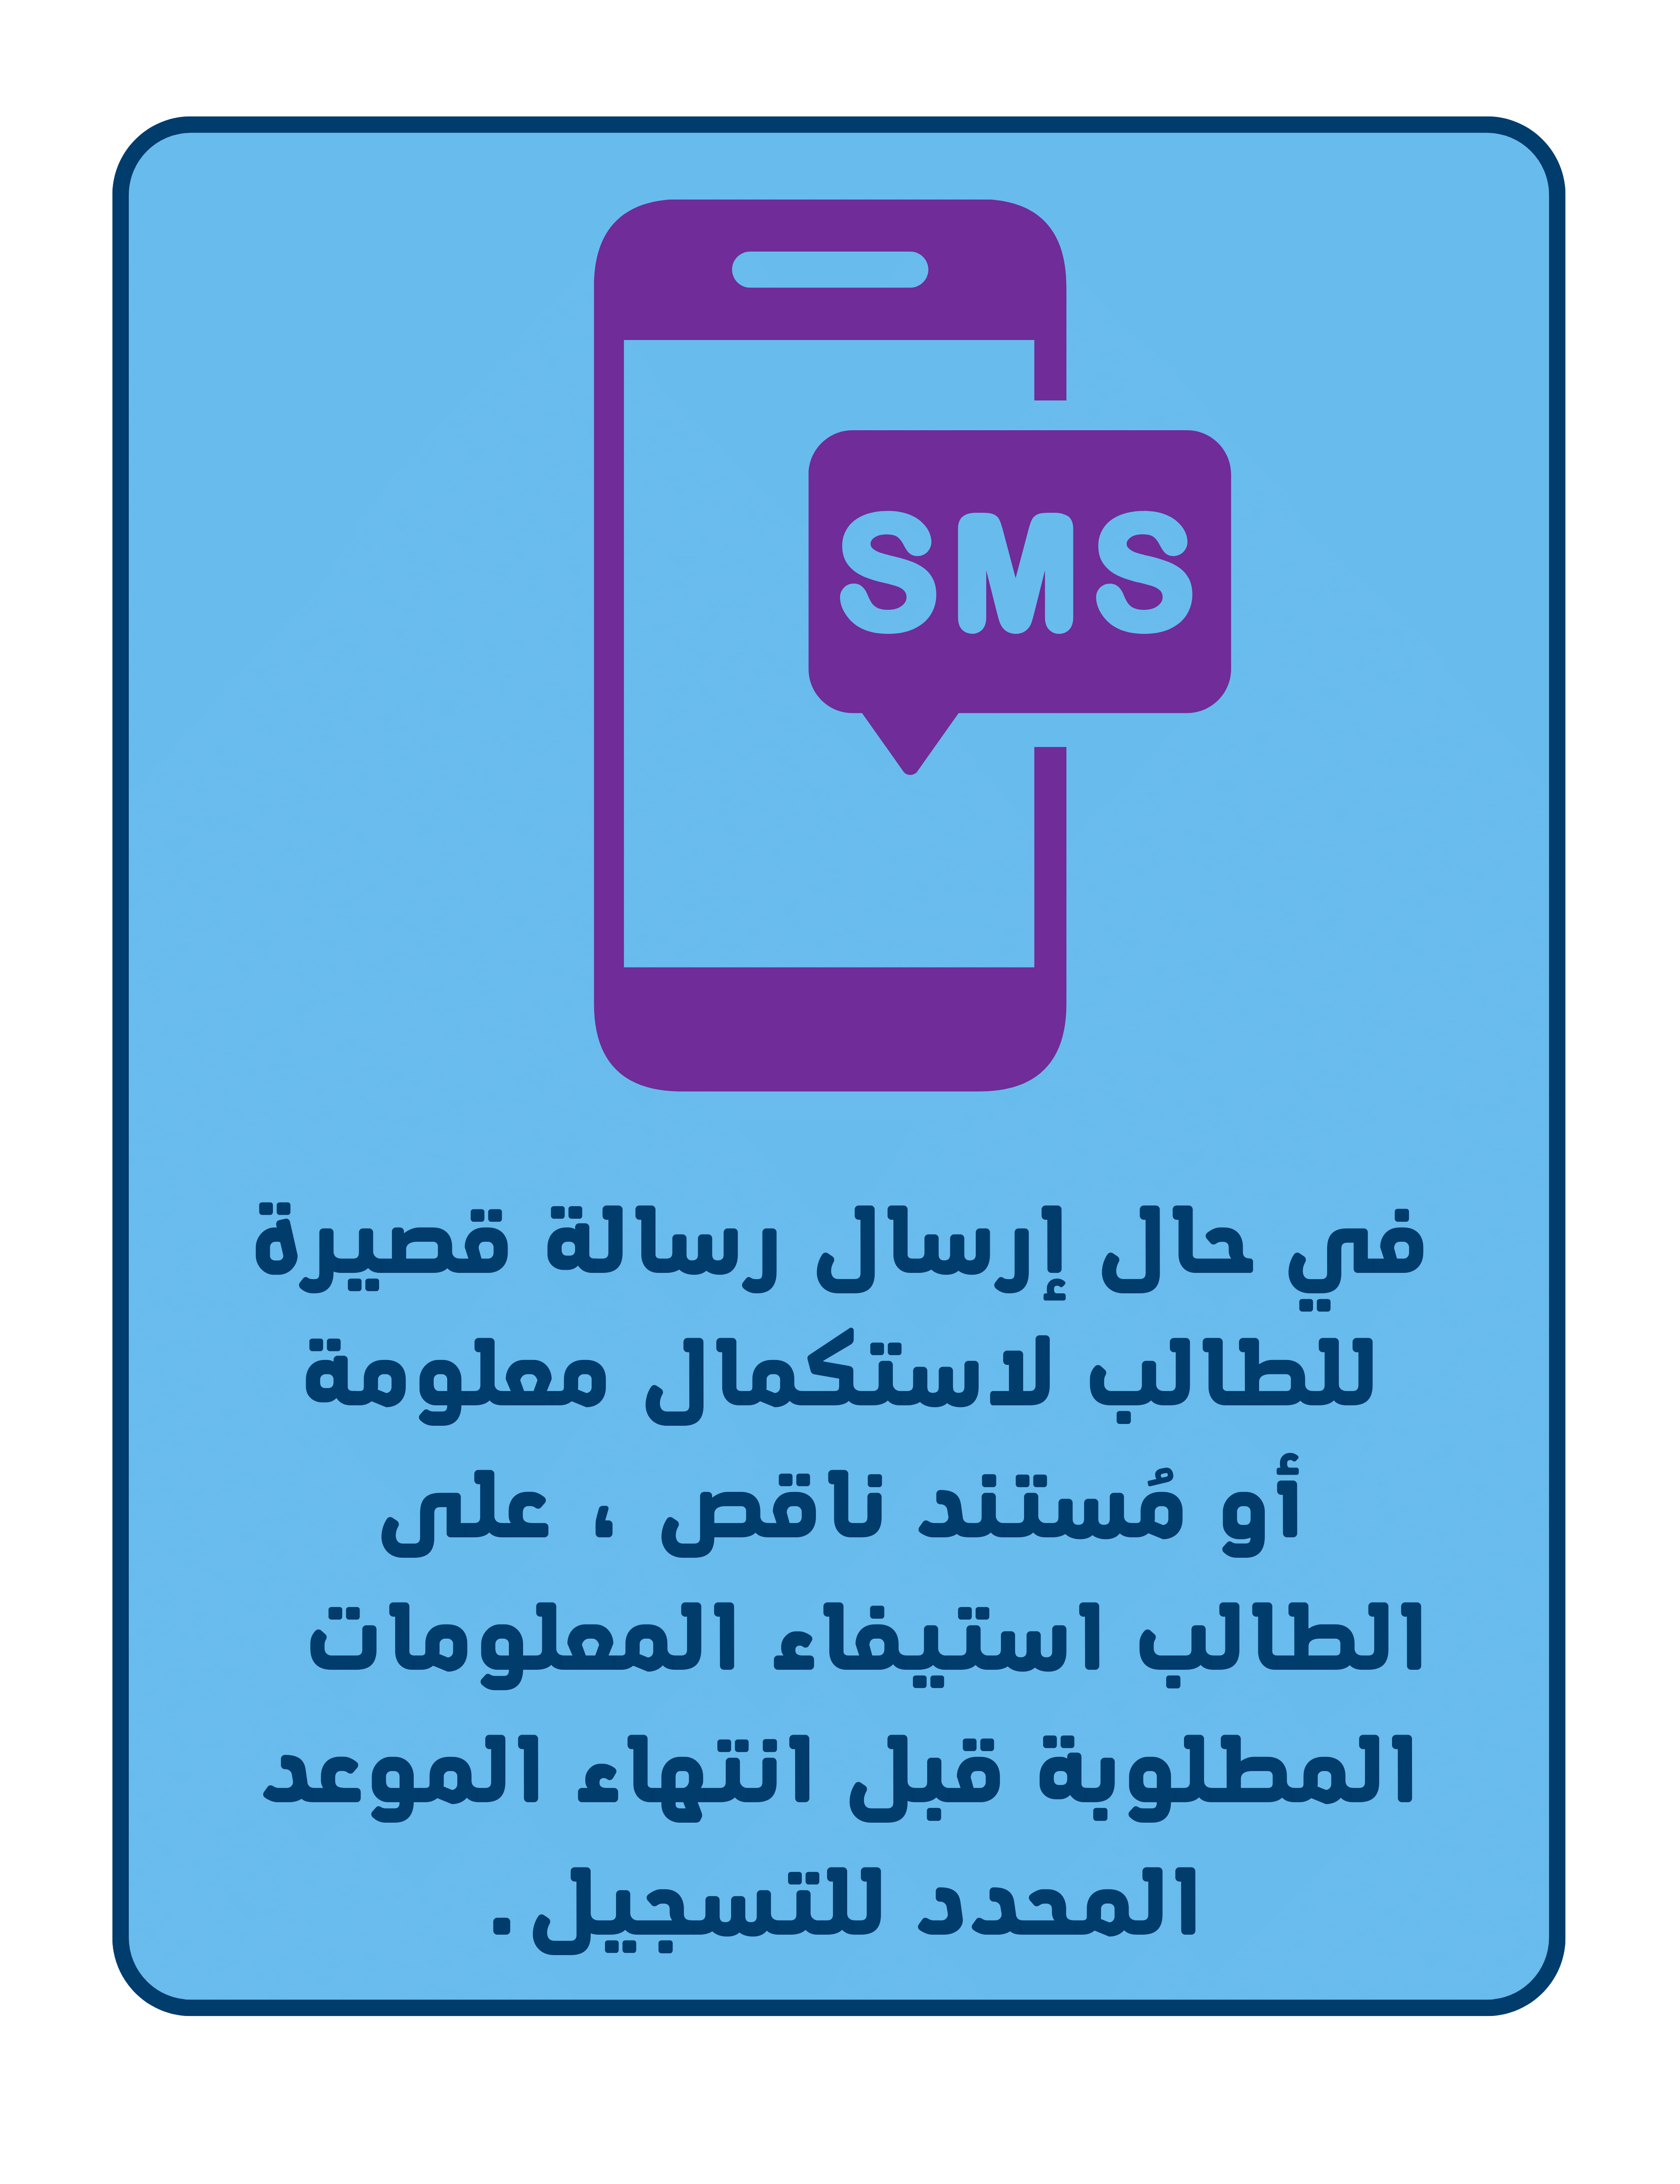 SMS
في حال إرسال رسالة قصيرة
للطالب لاستكمال معلومة
أو مُستند ناقص ، على
الطالب استيفاء المعلومات
المطلوبة قبل انتهاء الموعد
المحدد للتسجيل.